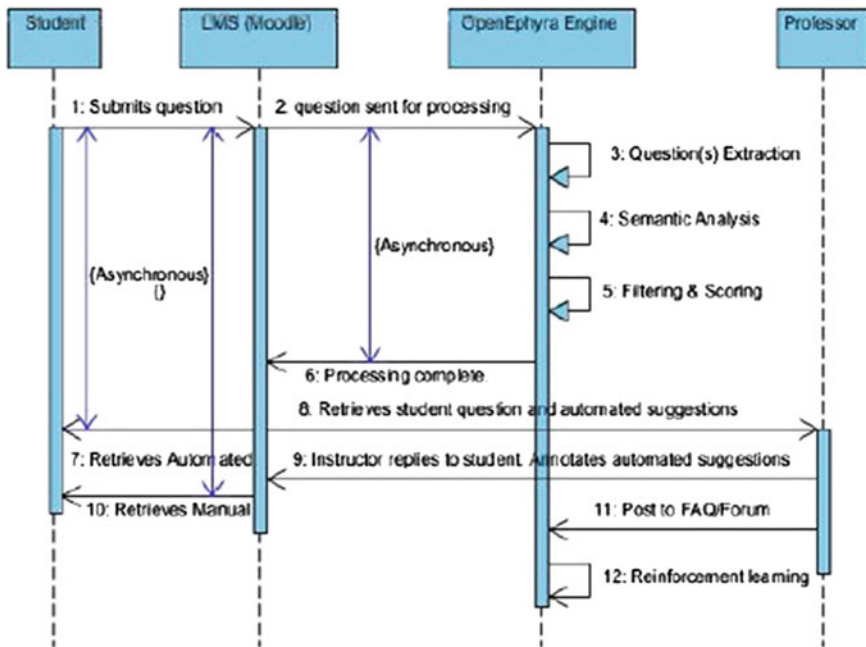 Student
LMS (Moodle)
OpenEphyra Engine
Professor
1: Submits question
2: question sent for processing
3: Question(s) Extraction
4: Semantic Analysis
{Asynchronous}
{}
{Asynchronous}
5: Filtering & Scoring
6: Processing complete.
8: Retrieves student question and automated suggestions
7: Retrieves Automated
9: Instructor replies to student. Annotates automated suggestions
10: Retrieves Manual
11: Post to FAQ/Forum
12: Reinforcement learning